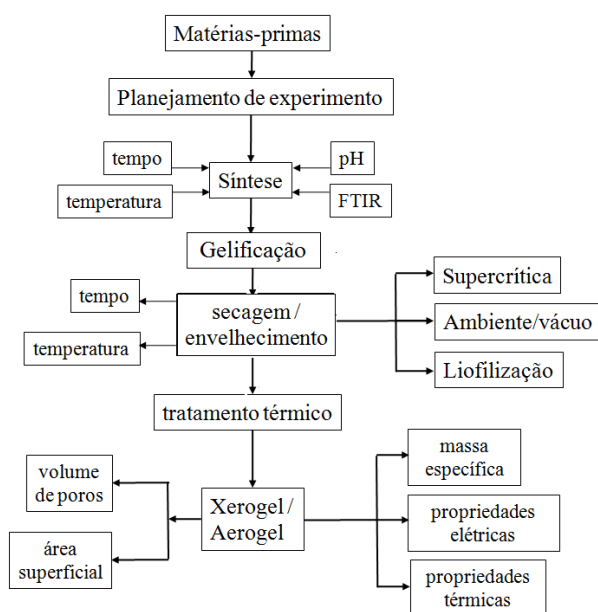 Matérias-primas
Planejamento de experimento
tempo
pH
Síntese
temperatura
FTIR
Gelificação
Supercrítica
tempo
secagem /
envelhecimento
Ambiente/vácuo
temperatura
Liofilização
tratamento térmico
massa
específica
volume
de poros
Xerogel /
Aerogel
propriedades
elétricas
área
superficial
propriedades
térmicas